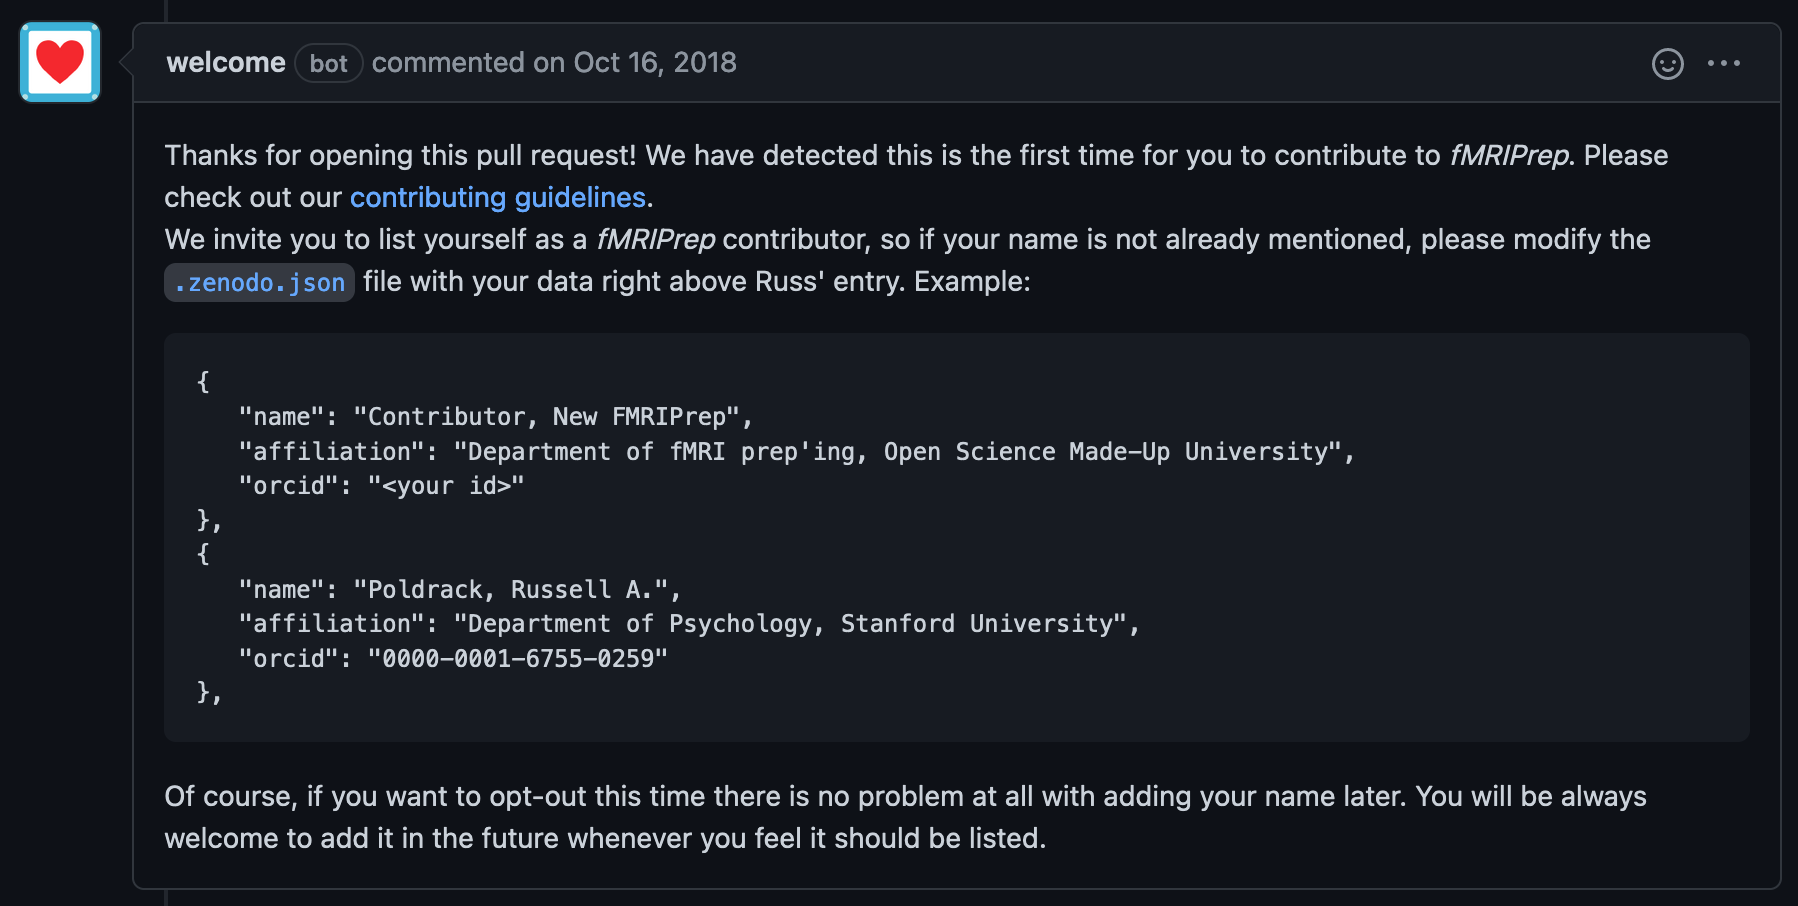 welcome bot commented on Oct 16, 2018
Thanks for opening this pull request! We have detected this is the first time for you to contribute to fMRIPrep. Please
check out our contributing guidelines.
We invite you to list yourself as a fMRIPrep contributor, so if your name is not already mentioned, please modify the
.zenodo.json file with your data right above Russ' entry. Example:
{
   "name": "Contributor, New FMRIPrep",
   "affiliation": "Department of fMRI prep'ing, Open Science Made-Up University",
   "orcid": "<your id>"
},
{
   "name": "Poldrack, Russell A.",
   "affiliation": "Department of Psychology, Stanford University",
   "orcid": "0000-0001-6755-0259"
},
Of course, if you want to opt-out this time there is no problem at all with adding your name later. You will be always
welcome to add it in the future whenever you feel it should be listed.